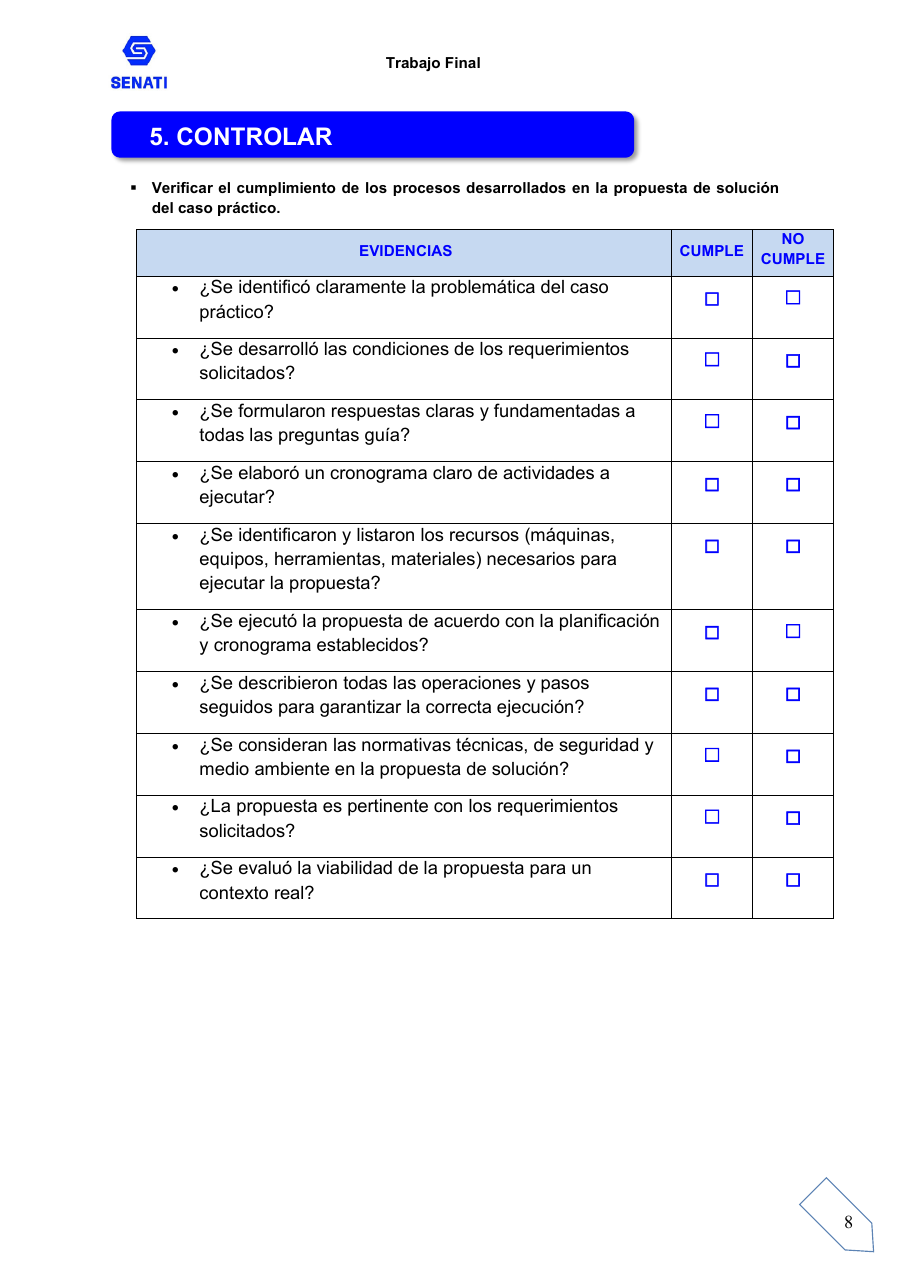 SENATI
Trabajo Final
5. CONTROLAR
▪ Verificar el cumplimiento de los procesos desarrollados en la propuesta de solución
del caso práctico.
EVIDENCIAS
CUMPLE
NO
CUMPLE
• ¿Se identificó claramente la problemática del caso
práctico?
☐ ☐
• ¿Se desarrolló las condiciones de los requerimientos
solicitados?
☐ ☐
• ¿Se formularon respuestas claras y fundamentadas a
todas las preguntas guía?
☐ ☐
• ¿Se elaboró un cronograma claro de actividades a
ejecutar?
☐ ☐
• ¿Se identificaron y listaron los recursos (máquinas,
equipos, herramientas, materiales) necesarios para
ejecutar la propuesta?
☐ ☐
• ¿Se ejecutó la propuesta de acuerdo con la planificación
y cronograma establecidos?
☐ ☐
• ¿Se describieron todas las operaciones y pasos
seguidos para garantizar la correcta ejecución?
☐ ☐
• ¿Se consideran las normativas técnicas, de seguridad y
medio ambiente en la propuesta de solución?
☐ ☐
• ¿La propuesta es pertinente con los requerimientos
solicitados?
☐ ☐
• ¿Se evaluó la viabilidad de la propuesta para un
contexto real?
☐ ☐
8